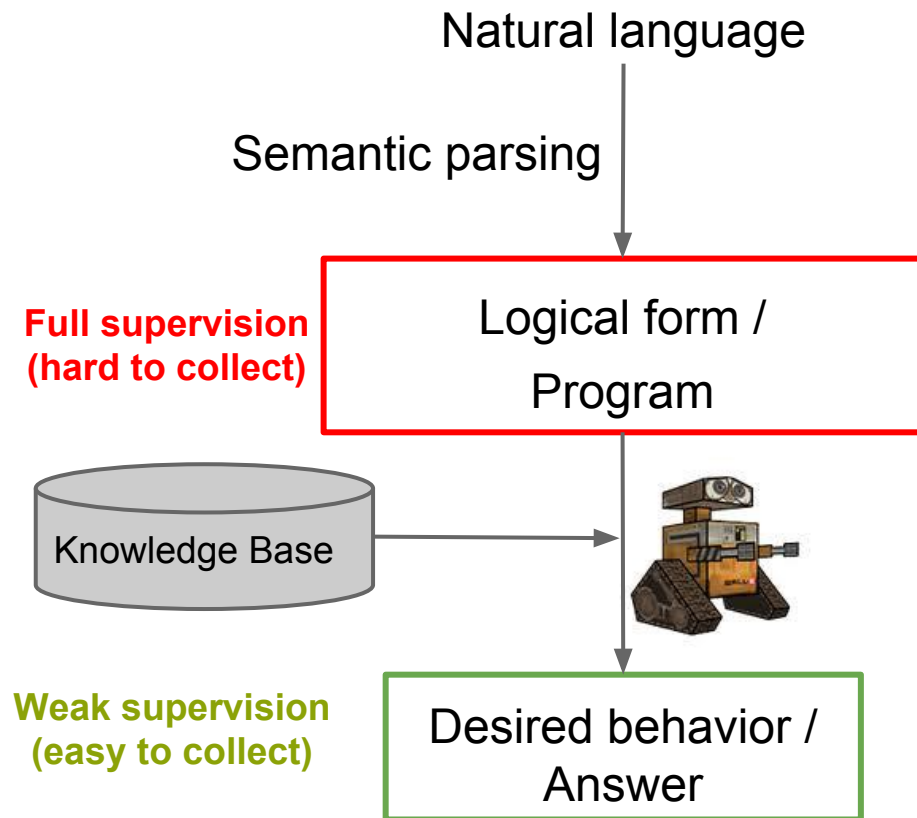 Natural language
Semantic parsing
Full supervision
(hard to collect)
Logical form /
Program
Knowledge Base
Weak supervision
(easy to collect)
Desired behavior /
Answer